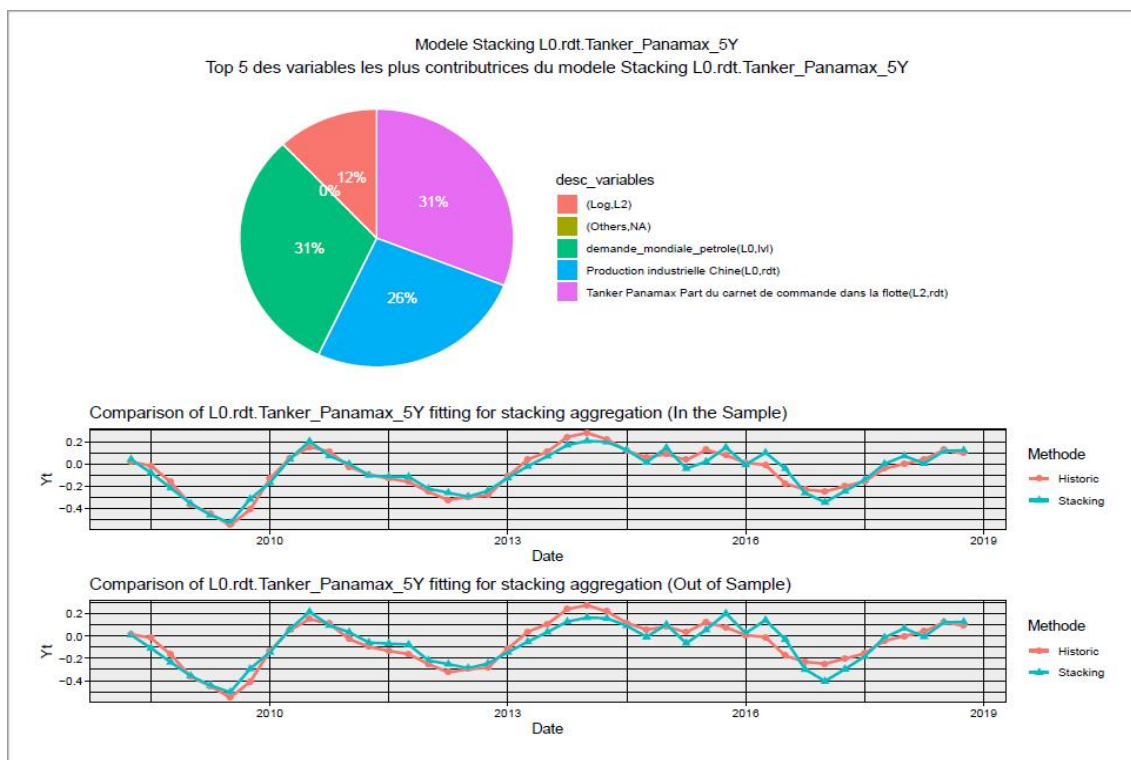 Modele Stacking L0.rdt.Tanker_Panamax_5Y
Top 5 des variables les plus contributrices du modele Stacking L0.rdt.Tanker_Panamax_5Y
12%
0%
31%
31%
26%
desc_variables
(Log,L2)
(Others,NA)
demande_mondiale_petrole(L0,lvl)
Production industrielle Chine(L0,rdt)
Tanker Panamax Part du carnet de commande dans la flotte(L2,rdt)
Comparison of L0.rdt.Tanker_Panamax_5Y fitting for stacking aggregation (In the Sample)
Yt
0.2
0.0
−0.2
−0.4
2010
2013
2016
2019
Date
Methode
Historic
Stacking
Comparison of L0.rdt.Tanker_Panamax_5Y fitting for stacking aggregation (Out of Sample)
Yt
0.2
0.0
−0.2
−0.4
2010
2013
2016
2019
Date
Methode
Historic
Stacking